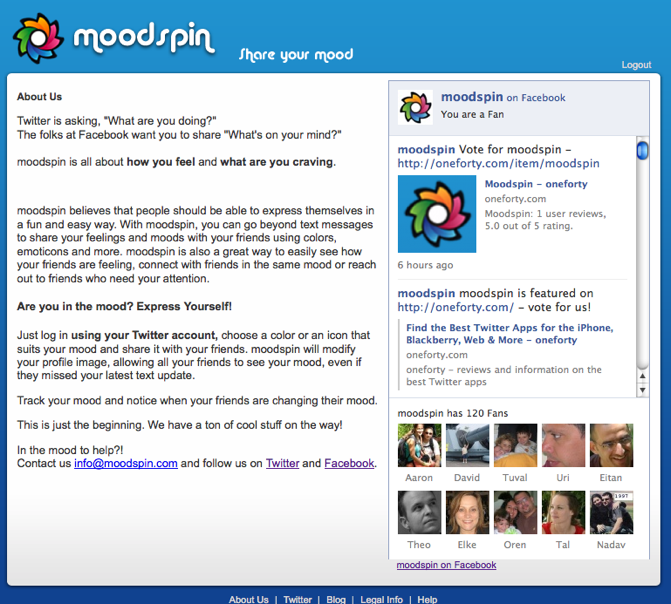 moodspin
Share your mood
Logout
About Us
Twitter is asking, "What are you doing?"
The folks at Facebook want you to share "What's on your mind?"
moodspin is all about how you feel and what are you craving.
moodspin believes that people should be able to express themselves in
a fun and easy way. With moodspin, you can go beyond text messages
to share your feelings and moods with your friends using colors,
emoticons and more. moodspin is also a great way to easily see how
your friends are feeling, connect with friends in the same mood or reach
out to friends who need your attention.
Are you in the mood? Express Yourself!
Just log in using your Twitter account, choose a color or an icon that
suits your mood and share it with your friends. moodspin will modify
your profile image, allowing all your friends to see your mood, even if
they missed your latest text update.
Track your mood and notice when your friends are changing their mood.
This is just the beginning. We have a ton of cool stuff on the way!
In the mood to help?!
Contact us info@moodspin.com and follow us on Twitter and Facebook.
moodspin on Facebook
You are a Fan
moodspin Vote for moodspin –
http://oneforty.com/item/moodspin
Moodspin – oneforty
oneforty.com
Moodspin: 1 user reviews,
5.0 out of 5 rating.
6 hours ago
moodspin moodspin is featured on
http://oneforty.com/ – vote for us!
Find the Best Twitter Apps for the iPhone,
Blackberry, Web & More – oneforty
oneforty.com
oneforty – reviews and information on the
best Twitter apps
moodspin has 120 Fans
Aaron David Tuval Uri Eitan
1997
Theo Elke Oren Tal Nadav
moodspin on Facebook
About Us | Twitter | Blog | Legal Info | Help